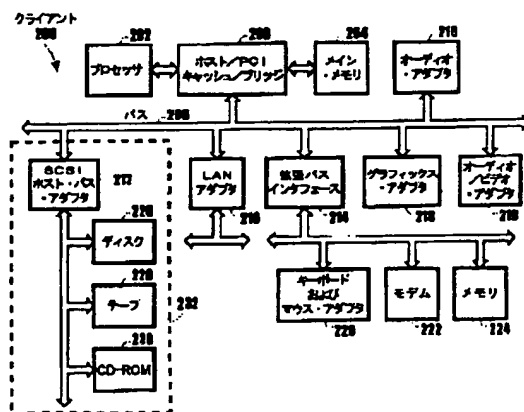 クライアント
200
202
プロセッサ
208
ホスト/PCI
キャッシュ/ブリッジ
204
メイン・
メモリ
216
オーディオ
・アダプタ
バス
206
SCSI
ホスト・バス
・アダプタ
212
LAN
アダプタ
210
拡張バス
インタフェース
214
グラフィックス
・アダプタ
218
オーディオ
/ビデオ・
アダプタ
219
ディスク
226
テープ
228
CD-ROM
230
232
キーボード
および
マウス・アダプタ
220
モデム
222
メモリ
224